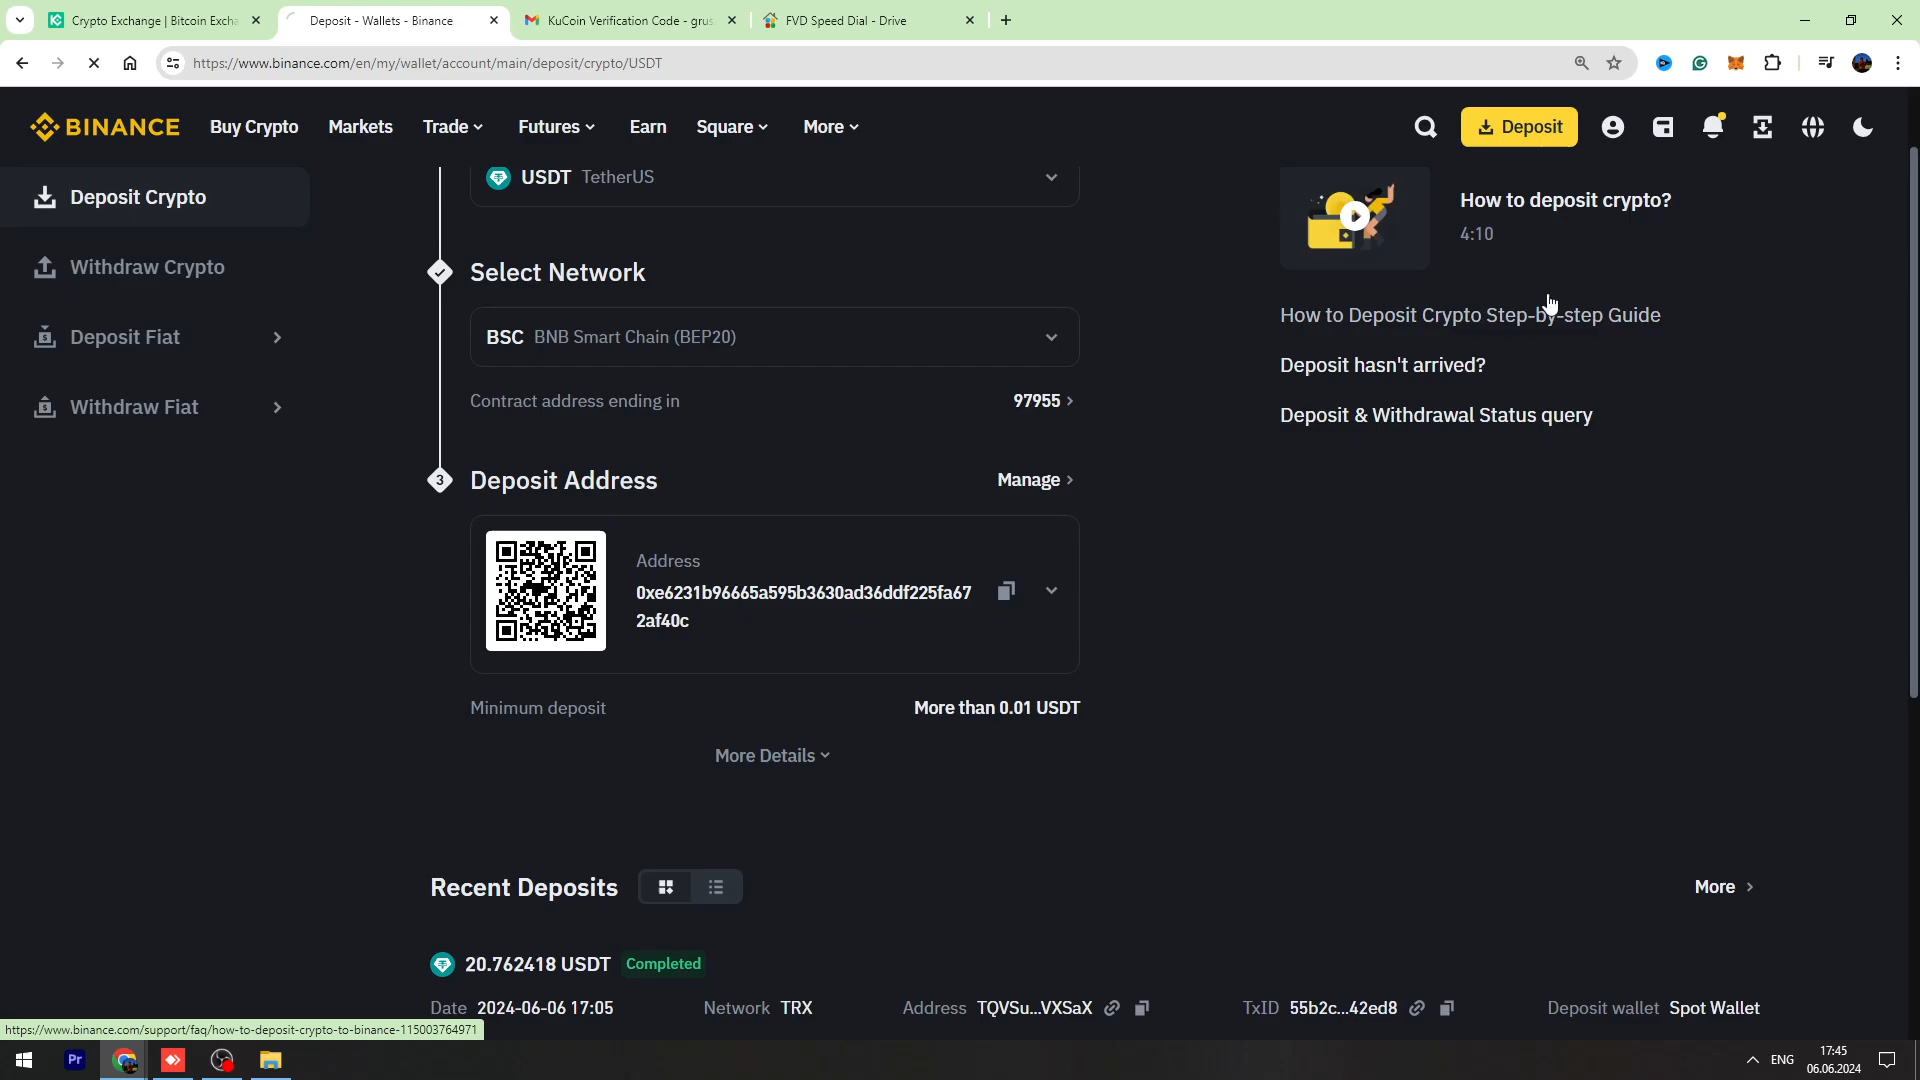 Crypto Exchange | Bitcoin Excha
Deposit - Wallets - Binance
KuCoin Verification Code - grus
FVD Speed Dial - Drive
https://www.binance.com/en/my/wallet/account/main/deposit/crypto/USDT
BINANCE
Buy Crypto
Markets
Trade
Futures
Earn
Square
More
Deposit
Deposit Crypto
Withdraw Crypto
Deposit Fiat
Withdraw Fiat
USDT TetherUS
Select Network
BSC BNB Smart Chain (BEP20)
Contract address ending in
97955
3
Deposit Address
Manage
Address
0xe6231b96665a595b3630ad36ddf225fa67
2af40c
Minimum deposit
More than 0.01 USDT
More Details
How to deposit crypto?
4:10
How to Deposit Crypto Step-by-step Guide
Deposit hasn't arrived?
Deposit & Withdrawal Status query
Recent Deposits
More
20.762418 USDT Completed
Date 2024-06-06 17:05
Network TRX
Address TQVSu...VXSaX
TxID 55b2c...42ed8
Deposit wallet Spot Wallet
https://www.binance.com/support/faq/how-to-deposit-crypto-to-binance-115003764971
Pr
ENG
17:45
06.06.2024